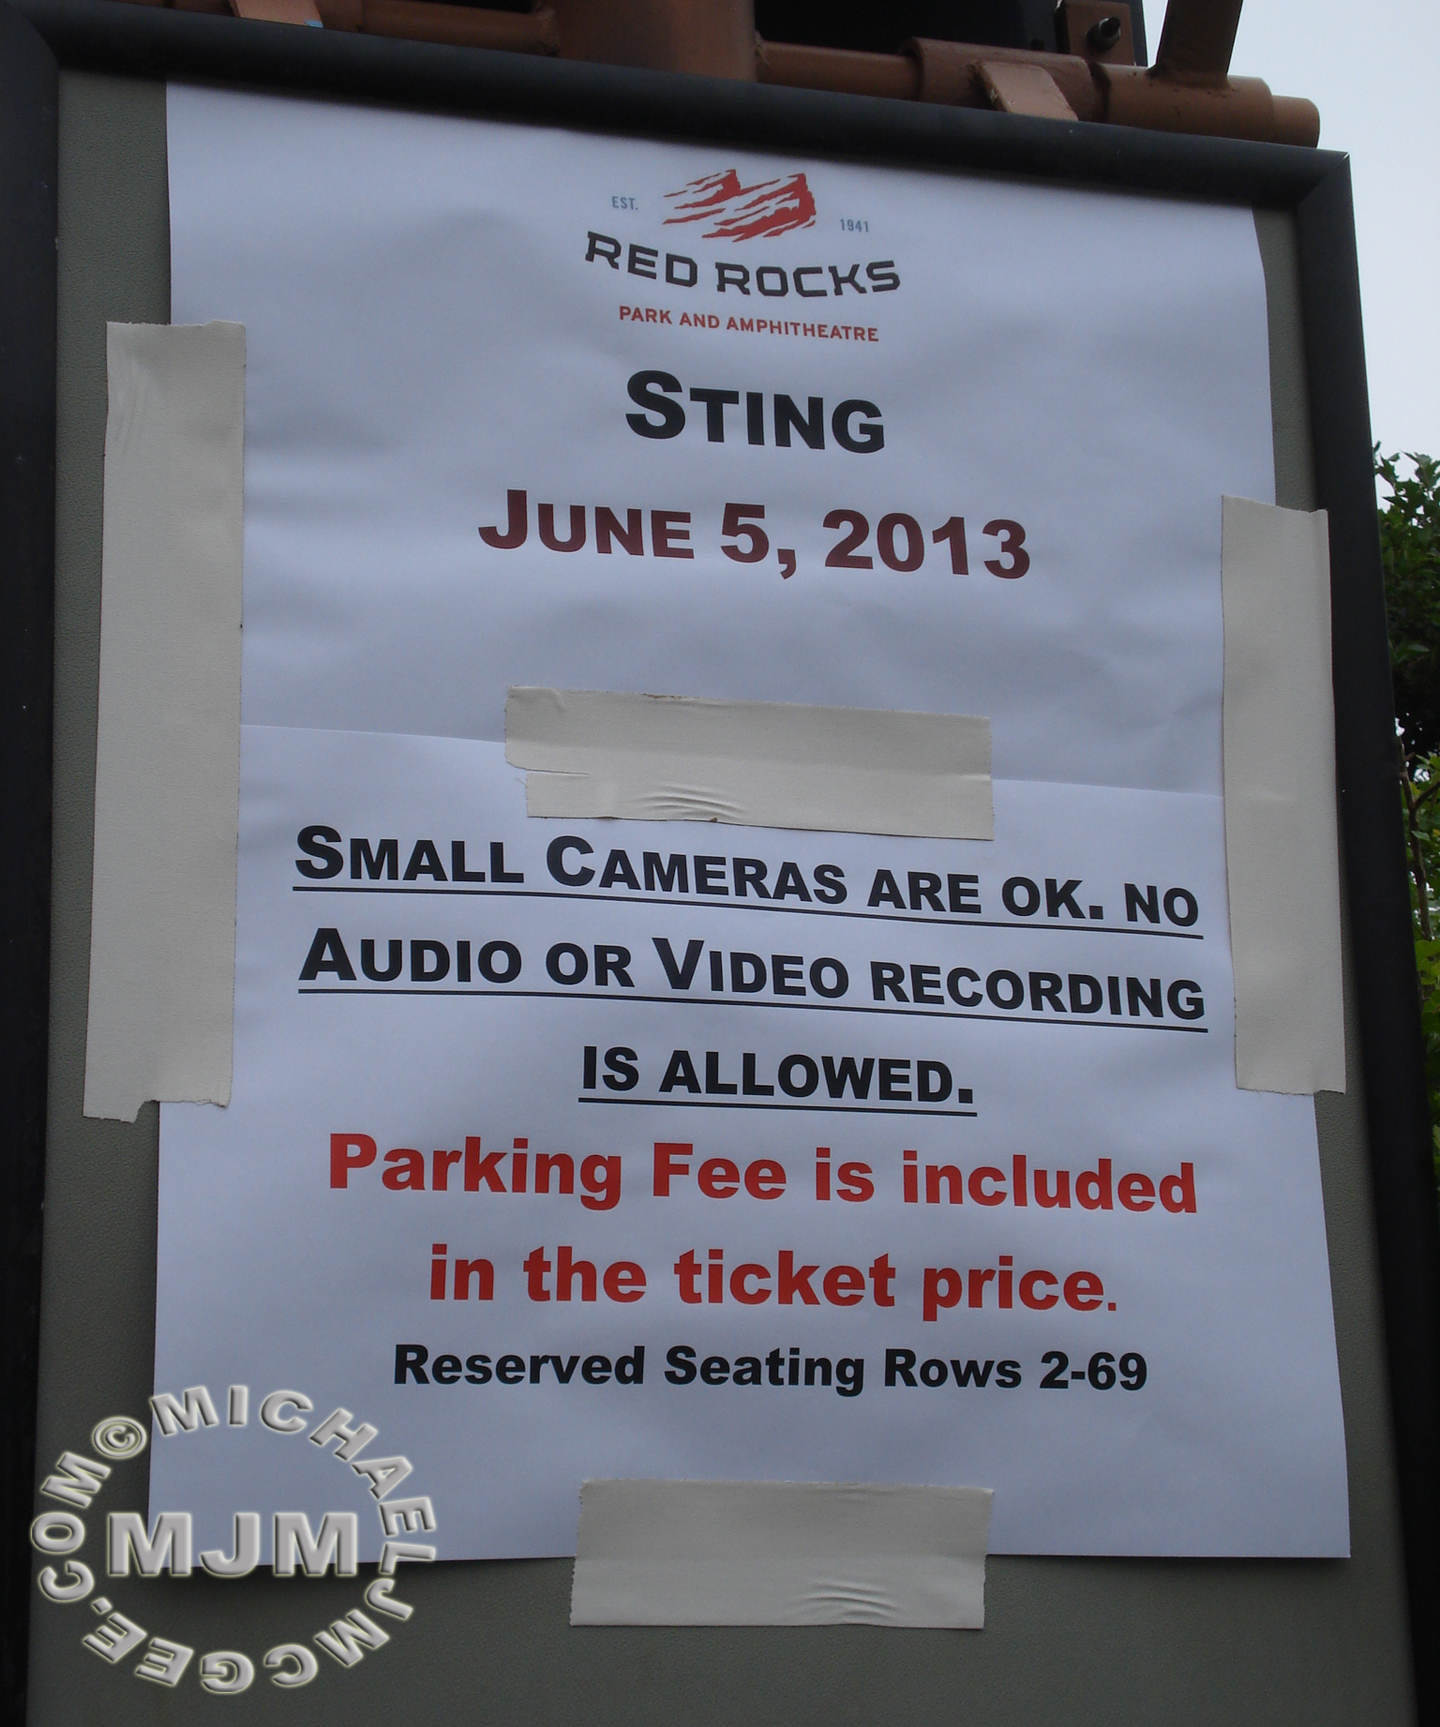 EST. 1941
RED ROCKS
PARK AND AMPHITHEATRE
STING
JUNE 5, 2013
SMALL CAMERAS ARE OK. NO
AUDIO OR VIDEO RECORDING
IS ALLOWED.
Parking Fee is included
in the ticket price.
Reserved Seating Rows 2-69
©MICHAELJMCGEE.COM
MJM